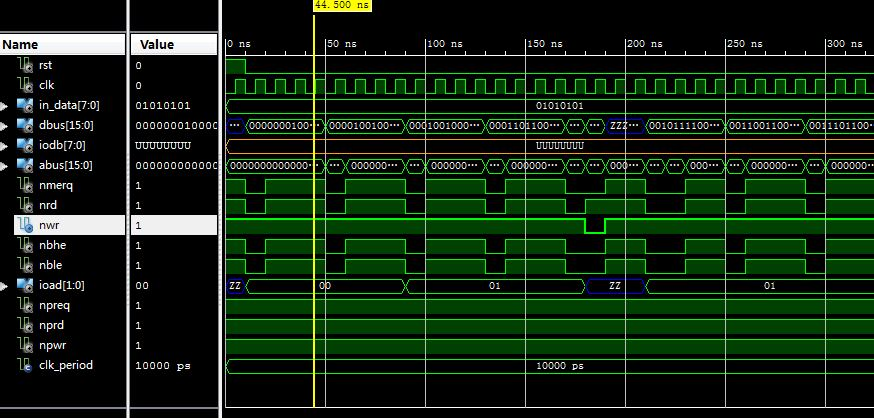 44.500 ns
Name Value 0 ns 50 ns 100 ns 150 ns 200 ns 250 ns 300 ns
rst 0
clk 0
in_data[7:0] 01010101 01010101
dbus[15:0] 00000000010000 ... 0000000100... 0000100100... 0001001000... 0001101100... ... ... ZZZ... 0010111100... 0011001100... 0011101100...
iodb[7:0] UUUUUUUU UUUUUUUU
abus[15:0] 000000000000 0000000000000... ... 000000... ... 000000... ... 000000... ... ... 000... ... ... 000... ... 000000... ... 000000...
nmerq 1
nrd 1
nwr 1
nbhe 1
nble 1
ioad[1:0] 00 ZZ 00 01 ZZ 01
npreq 1
nprd 1
npwr 1
clk_period 10000 ps 10000 ps